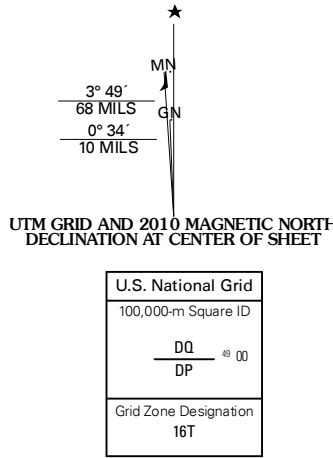 ★
MN
3° 49´
68 MILS
GN
0° 34´
10 MILS
UTM GRID AND 2010 MAGNETIC NORTH
DECLINATION AT CENTER OF SHEET
U.S. National Grid
100,000-m Square ID
DQ
49 00
DP
Grid Zone Designation
16T